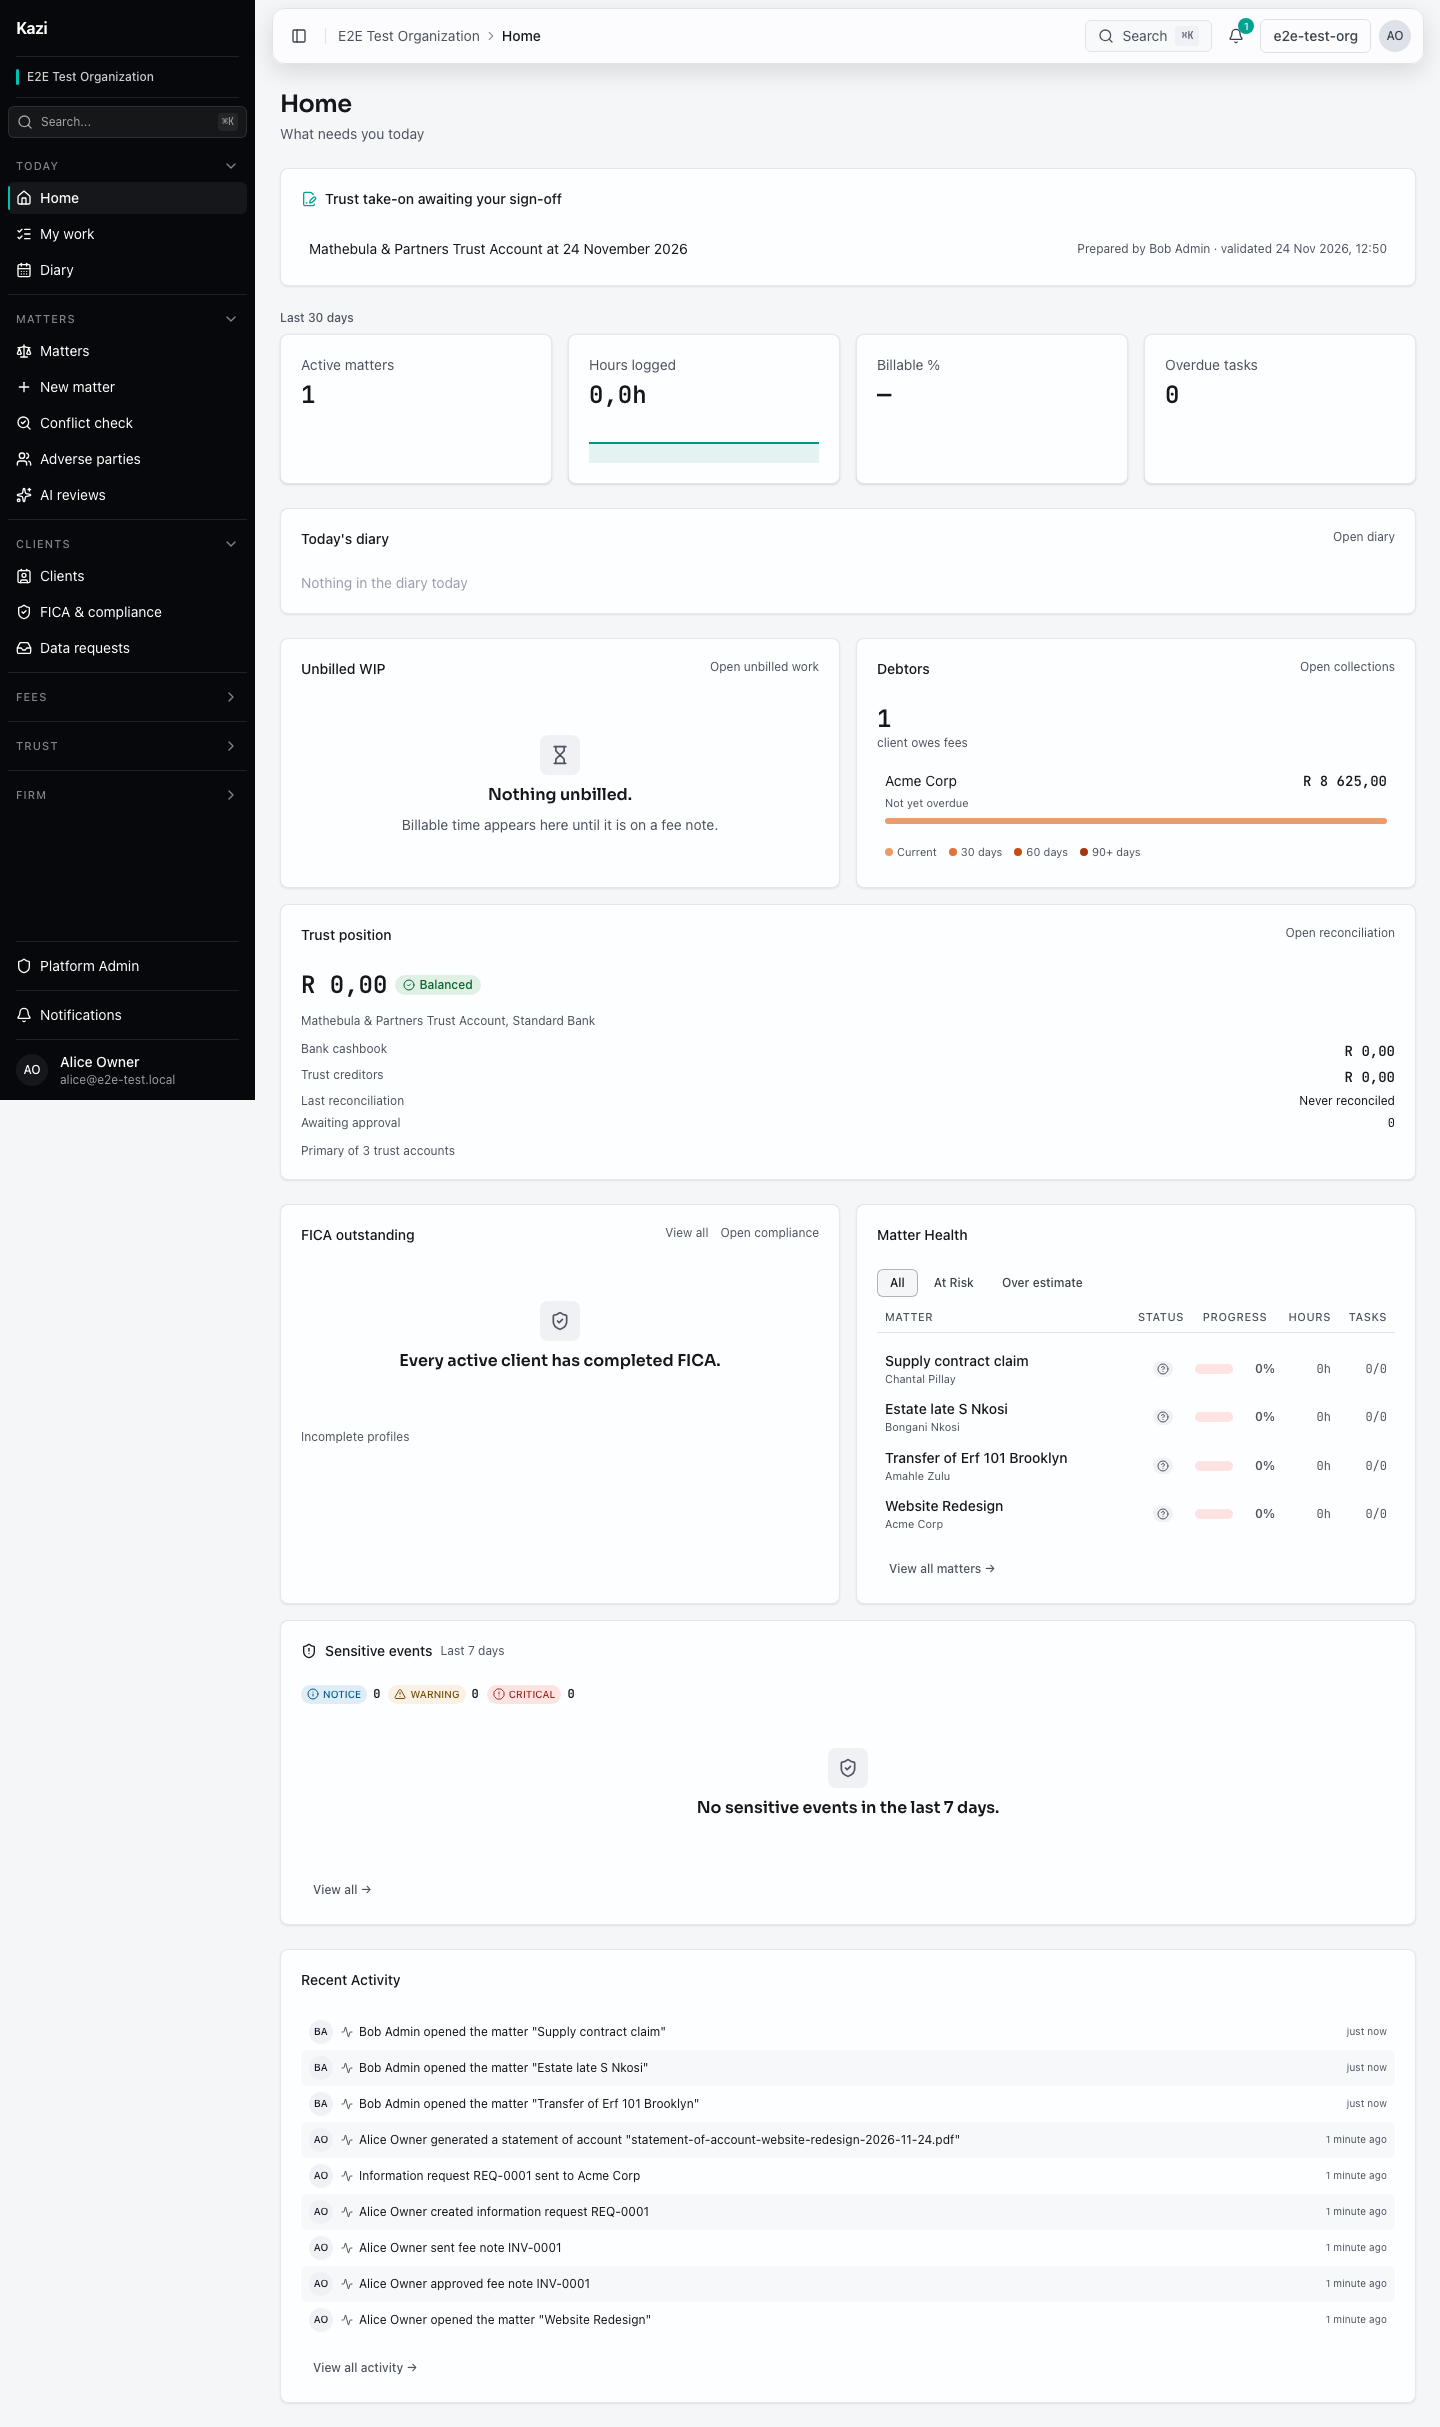 Kazi
E2E Test Organization
Search... ⌘K
TODAY
Home
My work
Diary
MATTERS
Matters
New matter
Conflict check
Adverse parties
AI reviews
CLIENTS
Clients
FICA & compliance
Data requests
FEES
TRUST
FIRM
Platform Admin
Notifications
AO Alice Owner
alice@e2e-test.local
E2E Test Organization > Home
Search ⌘K
1
e2e-test-org
AO
Home
What needs you today
Trust take-on awaiting your sign-off
Mathebula & Partners Trust Account at 24 November 2026 Prepared by Bob Admin · validated 24 Nov 2026, 12:50
Last 30 days
Active matters
1
Hours logged
0,0h
Billable %
—
Overdue tasks
0
Today's diary Open diary
Nothing in the diary today
Unbilled WIP Open unbilled work
Nothing unbilled.
Billable time appears here until it is on a fee note.
Debtors Open collections
1
client owes fees
Acme Corp R 8 625,00
Not yet overdue
Current 30 days 60 days 90+ days
Trust position Open reconciliation
R 0,00 Balanced
Mathebula & Partners Trust Account, Standard Bank
Bank cashbook R 0,00
Trust creditors R 0,00
Last reconciliation Never reconciled
Awaiting approval 0
Primary of 3 trust accounts
FICA outstanding View all Open compliance
Every active client has completed FICA.
Incomplete profiles
Matter Health
All At Risk Over estimate
MATTER STATUS PROGRESS HOURS TASKS
Supply contract claim 0% 0h 0/0
Chantal Pillay
Estate late S Nkosi 0% 0h 0/0
Bongani Nkosi
Transfer of Erf 101 Brooklyn 0% 0h 0/0
Amahle Zulu
Website Redesign 0% 0h 0/0
Acme Corp
View all matters →
Sensitive events Last 7 days
NOTICE 0 WARNING 0 CRITICAL 0
No sensitive events in the last 7 days.
View all →
Recent Activity
BA Bob Admin opened the matter "Supply contract claim" just now
BA Bob Admin opened the matter "Estate late S Nkosi" just now
BA Bob Admin opened the matter "Transfer of Erf 101 Brooklyn" just now
AO Alice Owner generated a statement of account "statement-of-account-website-redesign-2026-11-24.pdf" 1 minute ago
AO Information request REQ-0001 sent to Acme Corp 1 minute ago
AO Alice Owner created information request REQ-0001 1 minute ago
AO Alice Owner sent fee note INV-0001 1 minute ago
AO Alice Owner approved fee note INV-0001 1 minute ago
AO Alice Owner opened the matter "Website Redesign" 1 minute ago
View all activity →